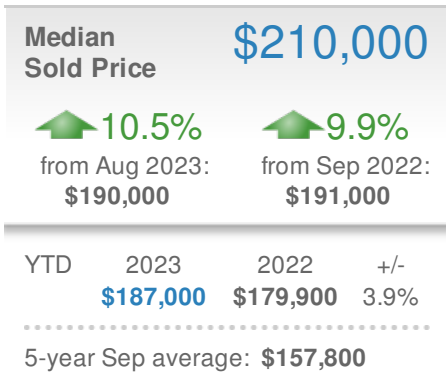 Median
Sold Price
$210,000
10.5%
from Aug 2023:
$190,000
9.9%
from Sep 2022:
$191,000
YTD 2023 2022 +/-
$187,000 $179,900 3.9%
5-year Sep average: $157,800